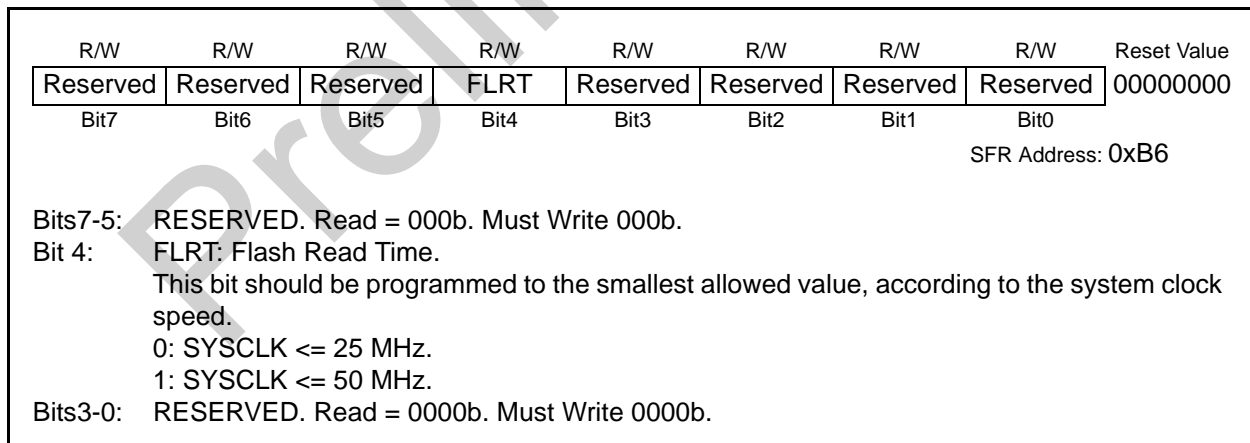 R/W R/W R/W R/W R/W R/W R/W R/W Reset Value
Reserved Reserved Reserved FLRT Reserved Reserved Reserved Reserved 00000000
Bit7 Bit6 Bit5 Bit4 Bit3 Bit2 Bit1 Bit0
SFR Address: 0xB6
Bits7-5: RESERVED. Read = 000b. Must Write 000b.
Bit 4: FLRT: Flash Read Time.
This bit should be programmed to the smallest allowed value, according to the system clock
speed.
0: SYSCLK <= 25 MHz.
1: SYSCLK <= 50 MHz.
Bits3-0: RESERVED. Read = 0000b. Must Write 0000b.